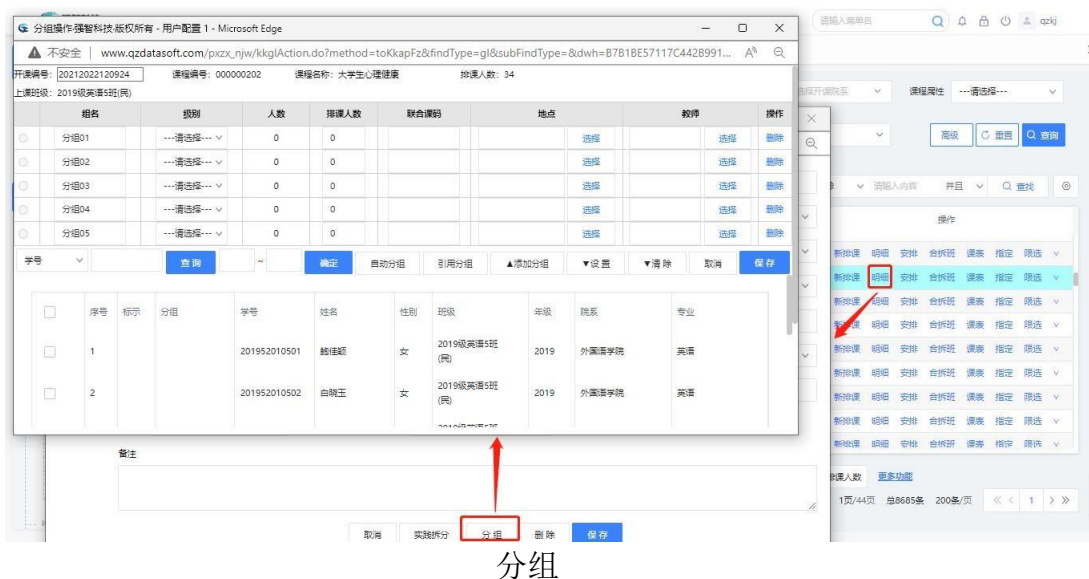 分组操作-强智科技-版权所有 - 用户配置 1 - Microsoft Edge
不安全 | www.qzdatasoft.com/pxzx_njw/kkglAction.do?method=toKkapFz&findType=gl&subFindType=&dwh=B7B1BE57117C442B991...
请输入菜单名 qzkj
开课编号: 20212022120924 课程编号: 000000202 课程名称: 大学生心理健康 排课人数: 34
上课班级: 2019级英语5班(民)
选择开课院系 课程属性 ---请选择---
组名 级别 人数 排课人数 联合课码 地点 教师 操作
分组01 ---请选择--- 0 0 选择 选择 删除
高级 重置 查询
分组02 ---请选择--- 0 0 选择 选择 删除
分组03 ---请选择--- 0 0 选择 选择 删除
请输入内容 并且 查找
分组04 ---请选择--- 0 0 选择 选择 删除
操作
分组05 ---请选择--- 0 0 选择 选择 删除
学号 查询 ~ 确定 自动分组 引用分组 ▲添加分组 ▼设置 ▼清除 取消 保存
新排课 明细 安排 合拆班 课表 指定 限选
新排课 明细 安排 合拆班 课表 指定 限选
新排课 明细 安排 合拆班 课表 指定 限选
新排课 明细 安排 合拆班 课表 指定 限选
新排课 明细 安排 合拆班 课表 指定 限选
新排课 明细 安排 合拆班 课表 指定 限选
新排课 明细 安排 合拆班 课表 指定 限选
新排课 明细 安排 合拆班 课表 指定 限选
新排课 明细 安排 合拆班 课表 指定 限选
序号 标示 分组 学号 姓名 性别 班级 年级 院系 专业
1 201952010501 女 2019级英语5班(民) 2019 外国语学院 英语
2 201952010502 白晓玉 女 2019级英语5班(民) 2019 外国语学院 英语
2019级英语5班
备注
排课人数 更多功能
1页/44页 总8685条 200条/页 1
取消 实践拆分 分组 删除 保存
分组